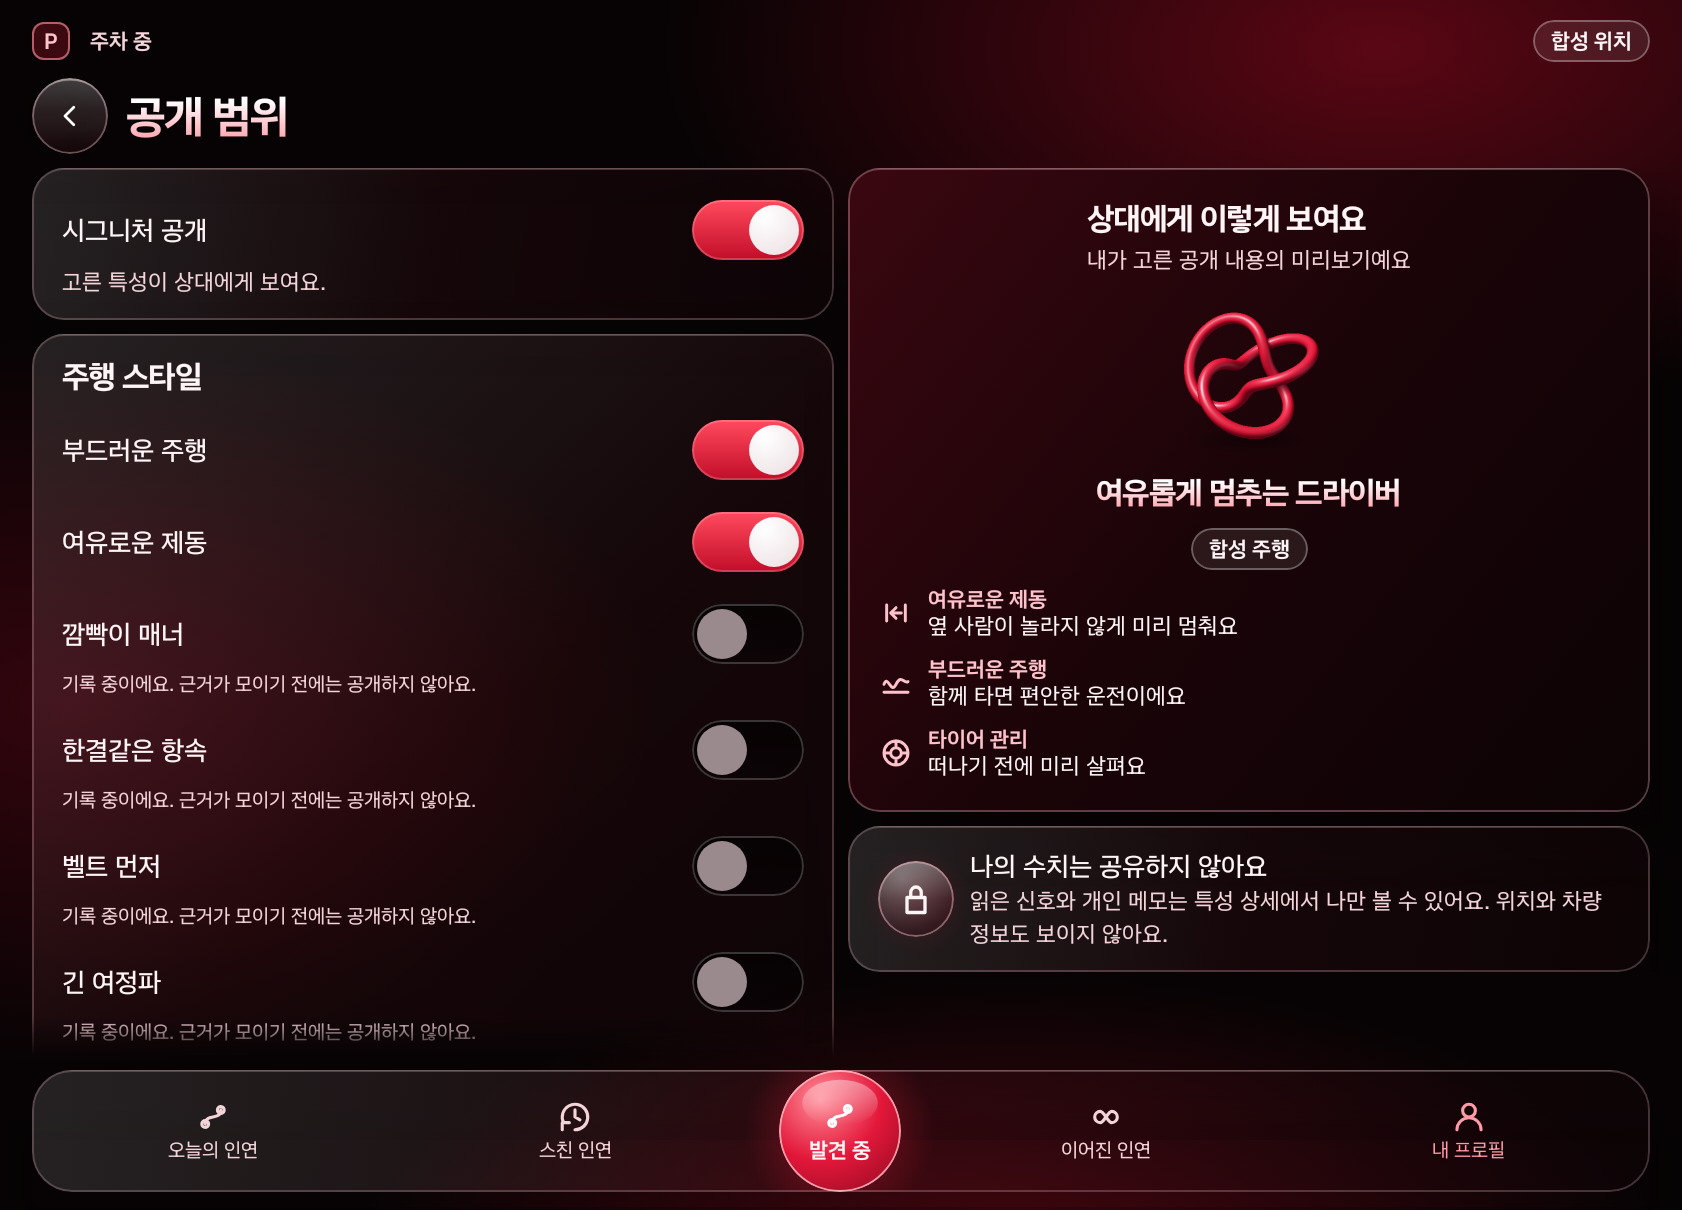 P 주차 중
합성 위치
공개 범위
시그니처 공개
고른 특성이 상대에게 보여요.
주행 스타일
부드러운 주행
여유로운 제동
깜빡이 매너
기록 중이에요. 근거가 모이기 전에는 공개하지 않아요.
한결같은 항속
기록 중이에요. 근거가 모이기 전에는 공개하지 않아요.
벨트 먼저
기록 중이에요. 근거가 모이기 전에는 공개하지 않아요.
긴 여정파
기록 중이에요. 근거가 모이기 전에는 공개하지 않아요.
상대에게 이렇게 보여요
내가 고른 공개 내용의 미리보기예요
여유롭게 멈추는 드라이버
합성 주행
여유로운 제동
옆 사람이 놀라지 않게 미리 멈춰요
부드러운 주행
함께 타면 편안한 운전이에요
타이어 관리
떠나기 전에 미리 살펴요
나의 수치는 공유하지 않아요
읽은 신호와 개인 메모는 특성 상세에서 나만 볼 수 있어요. 위치와 차량
정보도 보이지 않아요.
오늘의 인연
스친 인연
발견 중
이어진 인연
내 프로필